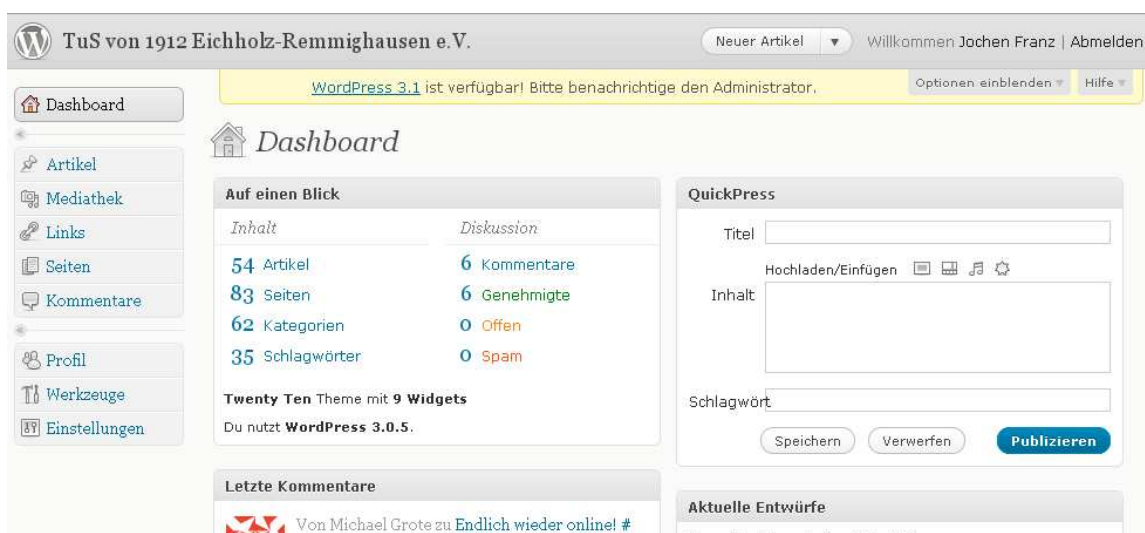 TuS von 1912 Eichholz-Remmighausen e.V.
Neuer Artikel
Willkommen Jochen Franz | Abmelden
WordPress 3.1 ist verfügbar! Bitte benachrichtige den Administrator.
Optionen einblenden
Hilfe
Dashboard
Artikel
Mediathek
Links
Seiten
Kommentare
Profil
Werkzeuge
Einstellungen
Dashboard
Auf einen Blick
Inhalt
Diskussion
54 Artikel
6 Kommentare
83 Seiten
6 Genehmigte
62 Kategorien
0 Offen
35 Schlagwörter
0 Spam
Twenty Ten Theme mit 9 Widgets
Du nutzt WordPress 3.0.5.
Letzte Kommentare
Von Michael Grote zu Endlich wieder online! #
QuickPress
Titel
Hochladen/Einfügen
Inhalt
Schlagwört
Speichern
Verwerfen
Publizieren
Aktuelle Entwürfe